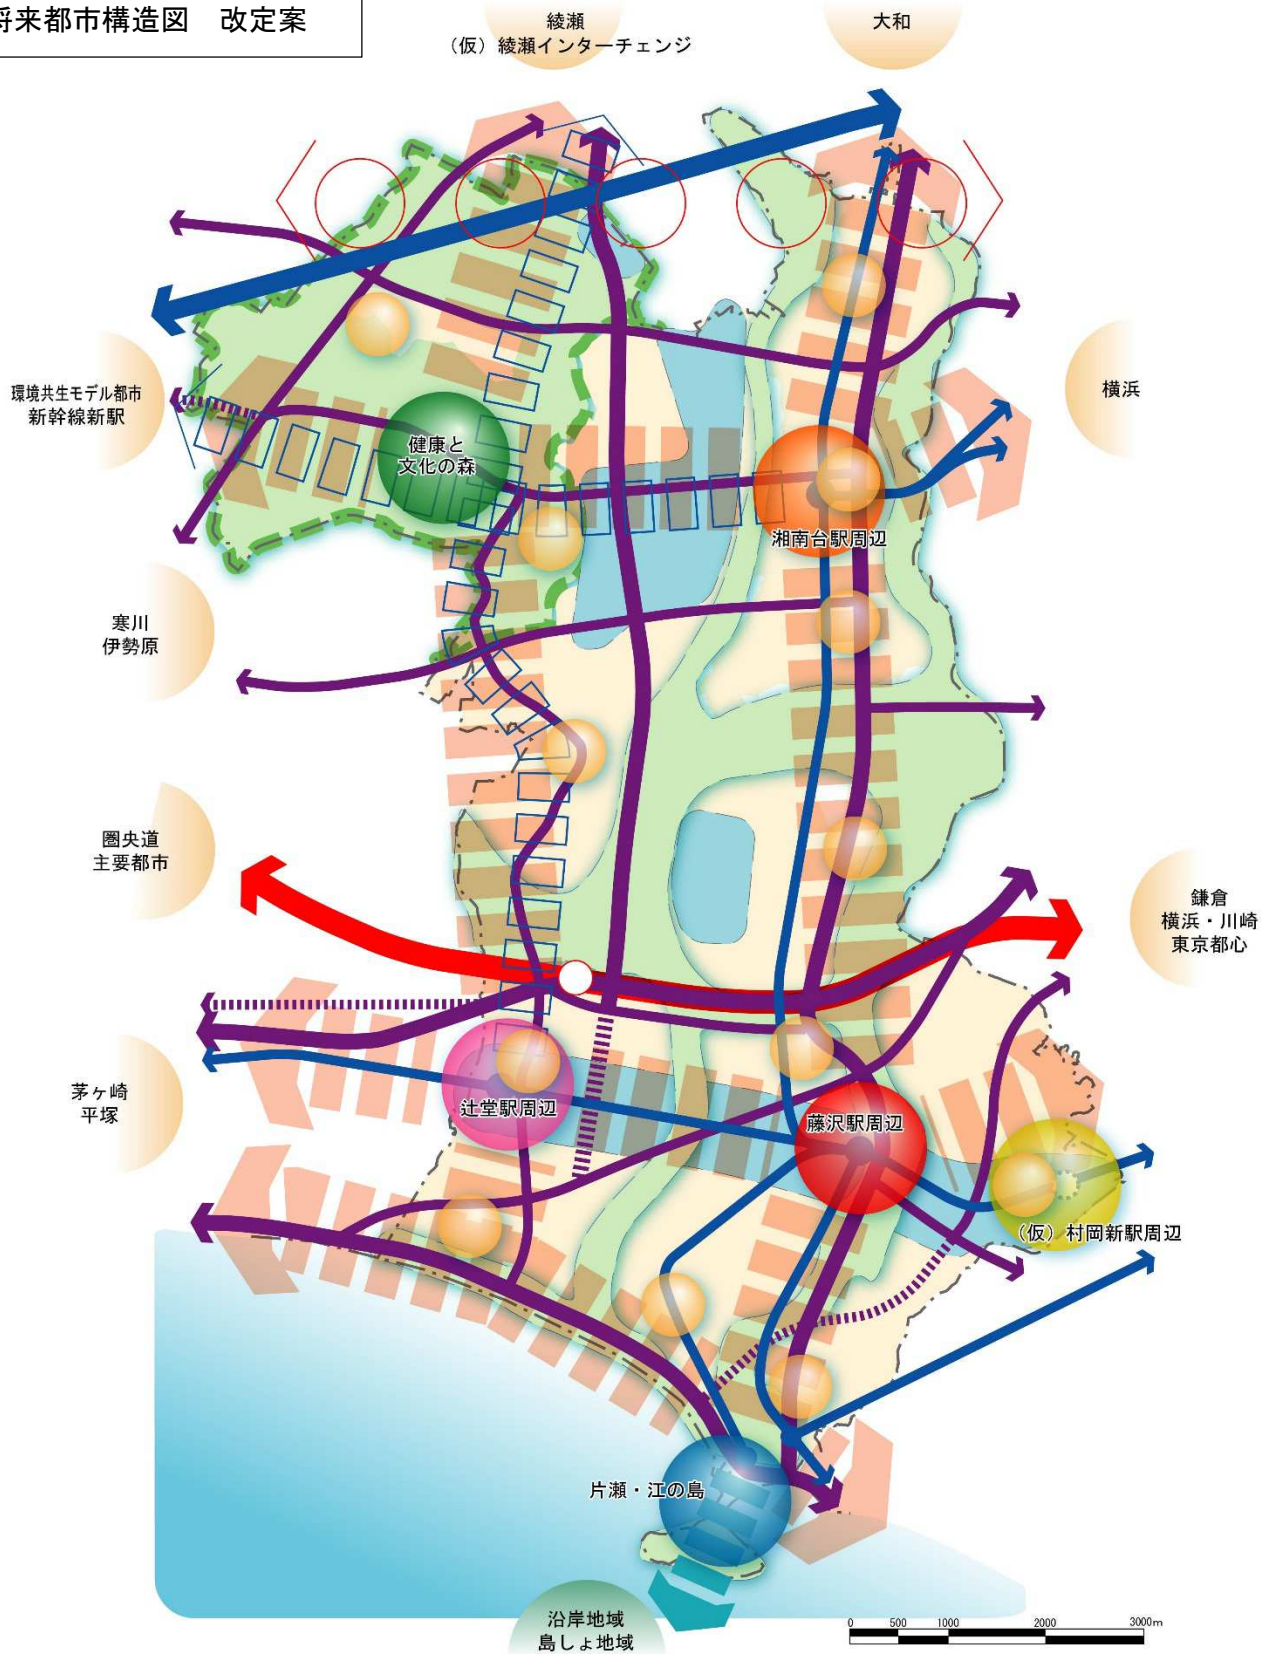 将来都市構造図　改定案
綾瀬
（仮）綾瀬インターチェンジ
大和
環境共生モデル都市
新幹線新駅
横浜
健康と
文化の森
湘南台駅周辺
寒川
伊勢原
圏央道
主要都市
鎌倉
横浜・川崎
東京都心
茅ヶ崎
平塚
辻堂駅周辺
藤沢駅周辺
（仮）村岡新駅周辺
片瀬・江の島
沿岸地域
島しょ地域
0 500 1000 2000 3000m